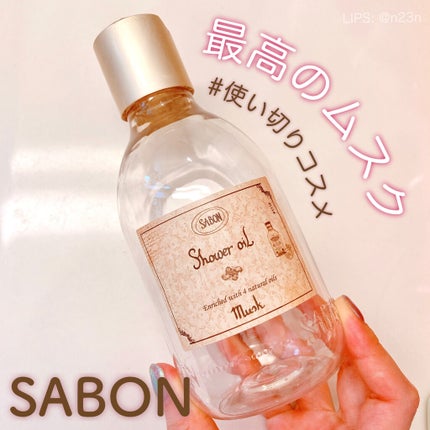 LIPS: ©n23n
最高のムスク
#使い切りコスメ
SABON
Shower oil
Enriched with 4 natural oils
Musk
SABON